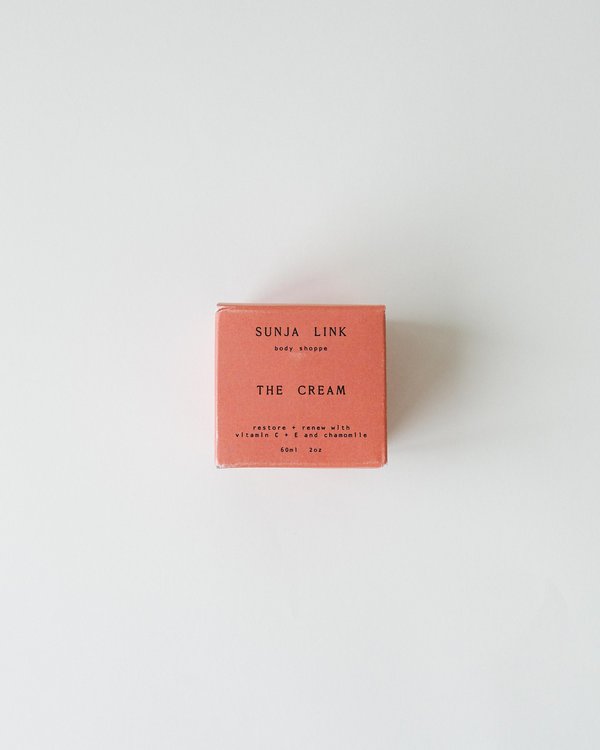 SUNJA LINK
body shoppe
THE CREAM
restore + renew with
vitamin C + E and chamomile
60ml 2oz